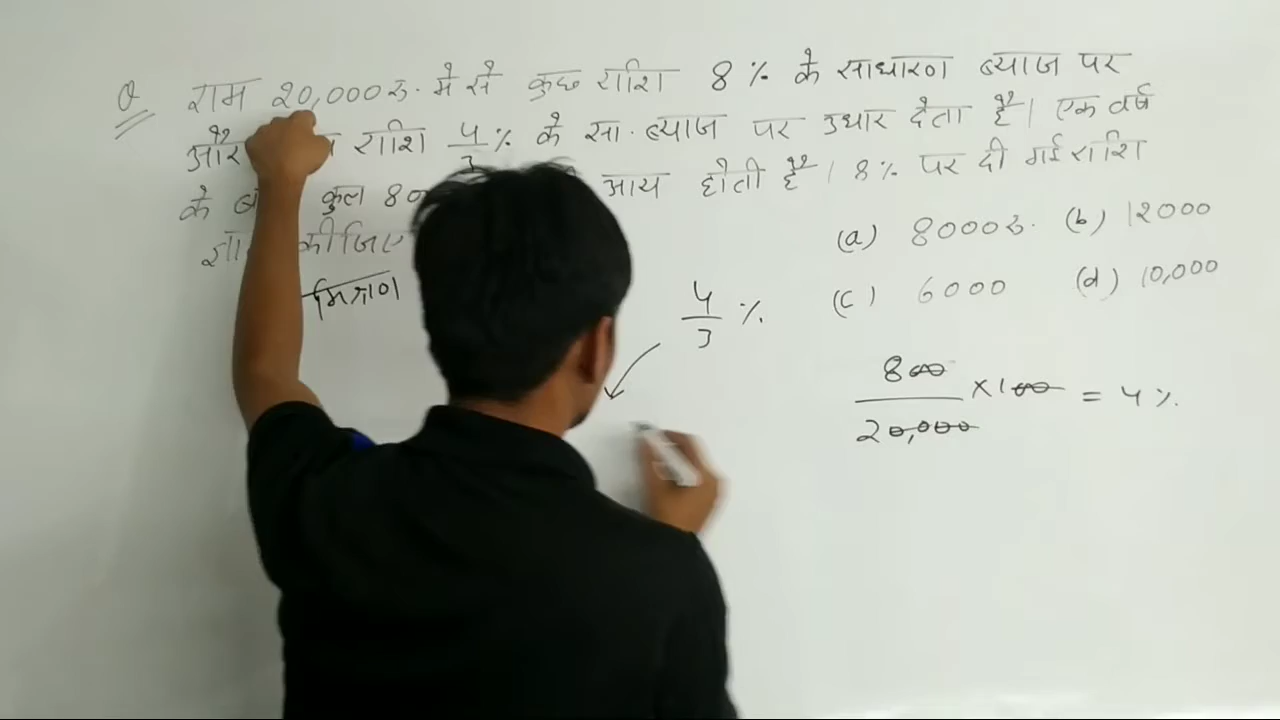 Q राम 20,000रु. में से कुछ राशि 8% के साधारण ब्याज पर
और राशि 4/3% के सा. ब्याज पर उधार देता है। एक वर्ष
के कुल आय होती है। 8% पर दी गई राशि
कीजिए
(a) 8000रु. (b) 12000
(c) 6000 (d) 10,000
मिश्रण
4/3 %
800/20,000 ×100 = 4%.